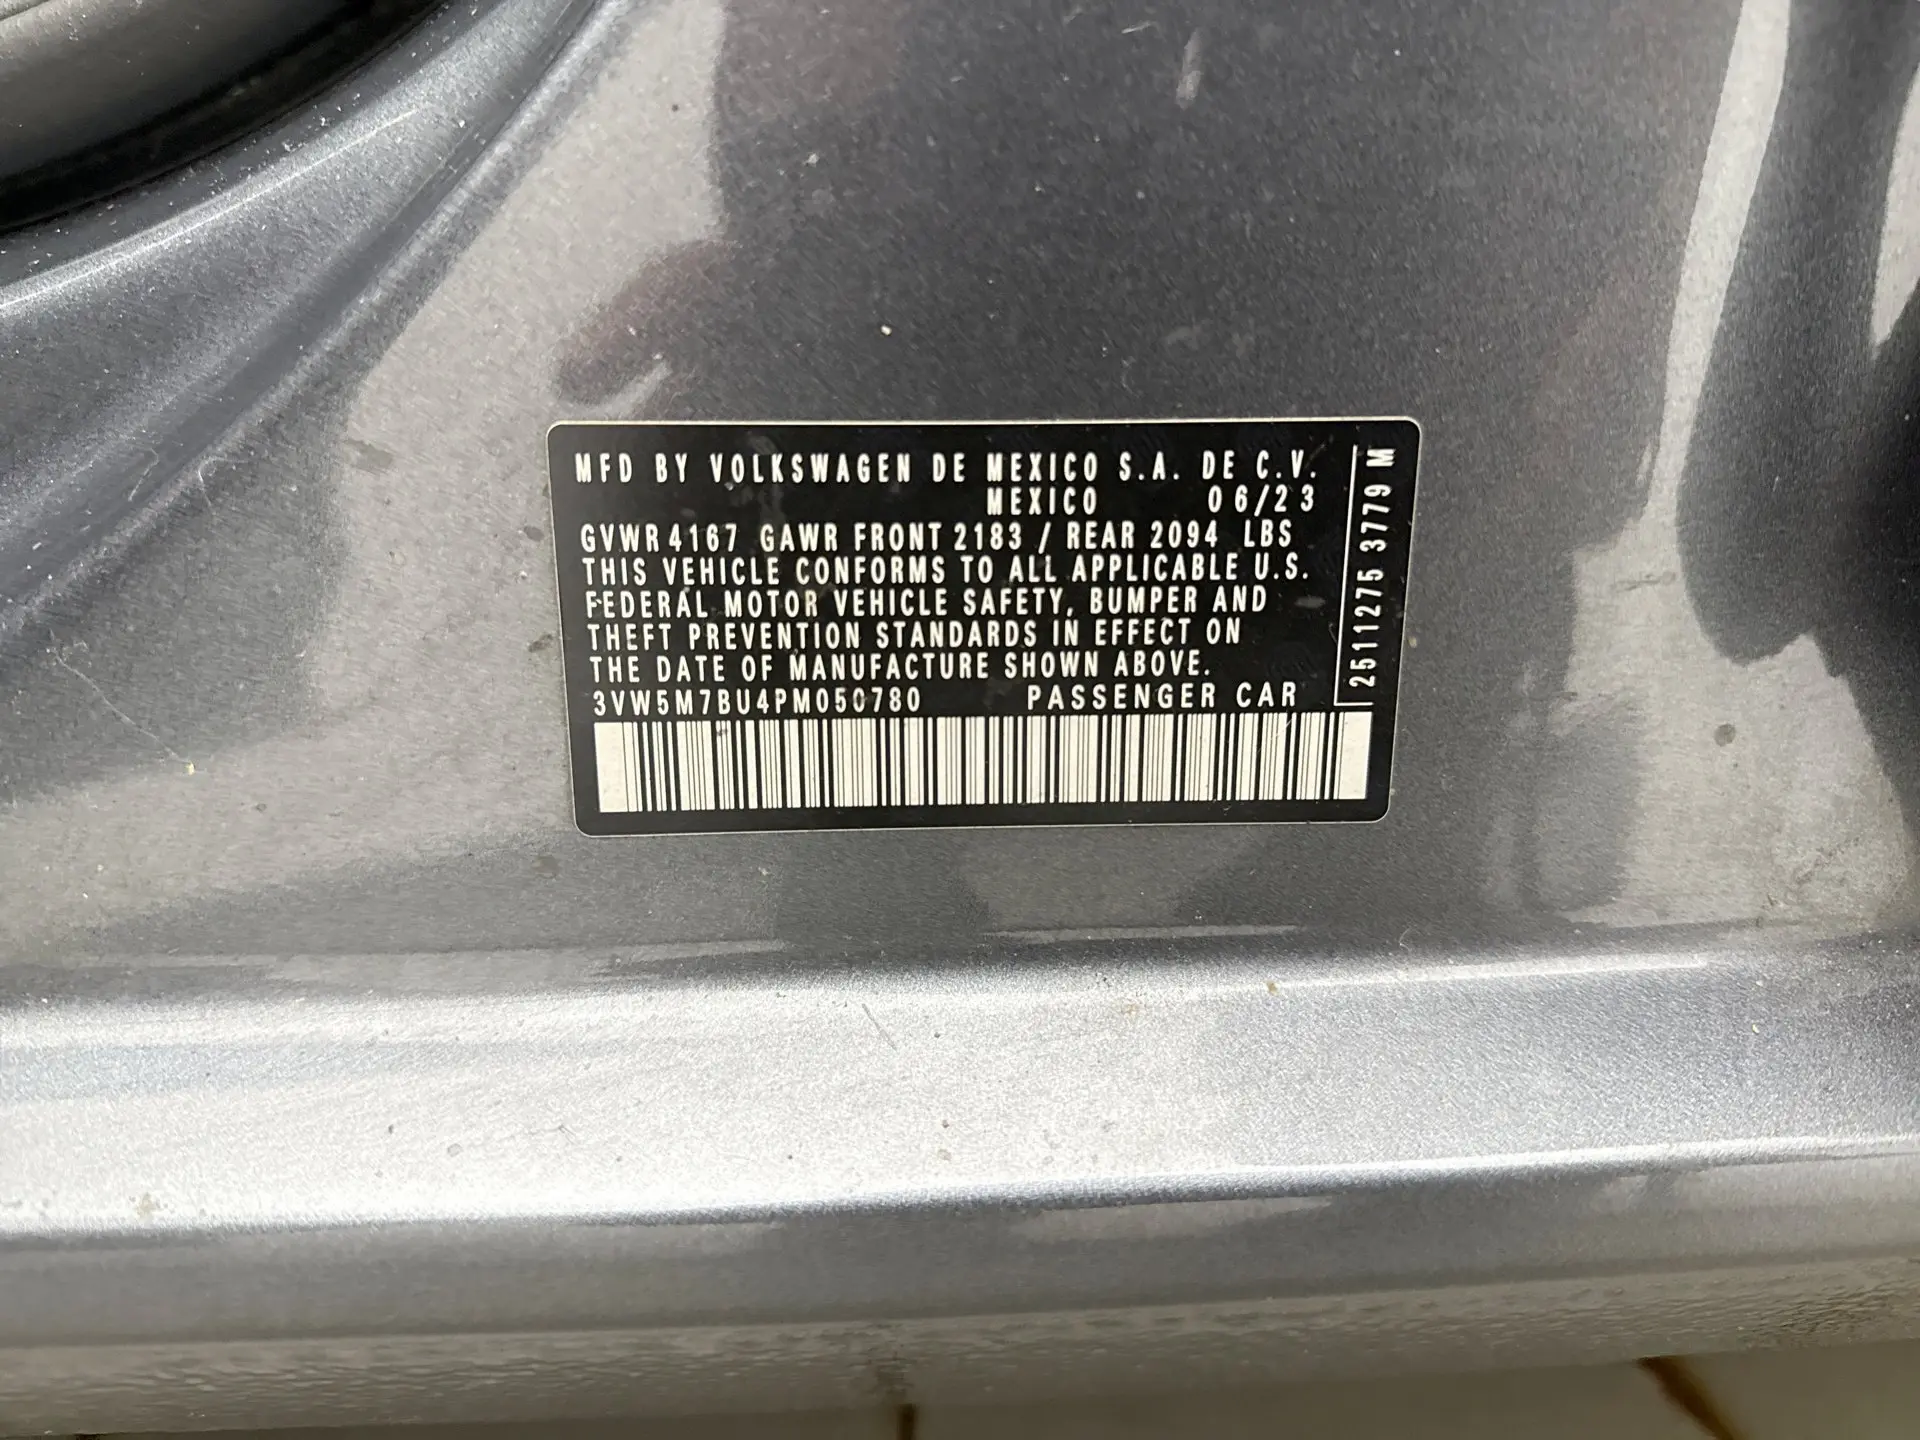 MFD BY VOLKSWAGEN DE MEXICO S.A. DE C.V.
MEXICO 06/23
GVWR 4167 GAWR FRONT 2183 / REAR 2094 LBS
THIS VEHICLE CONFORMS TO ALL APPLICABLE U.S.
FEDERAL MOTOR VEHICLE SAFETY, BUMPER AND
THEFT PREVENTION STANDARDS IN EFFECT ON
THE DATE OF MANUFACTURE SHOWN ABOVE.
3VW5M7BU4PM050780 PASSENGER CAR
2511275 3779 M